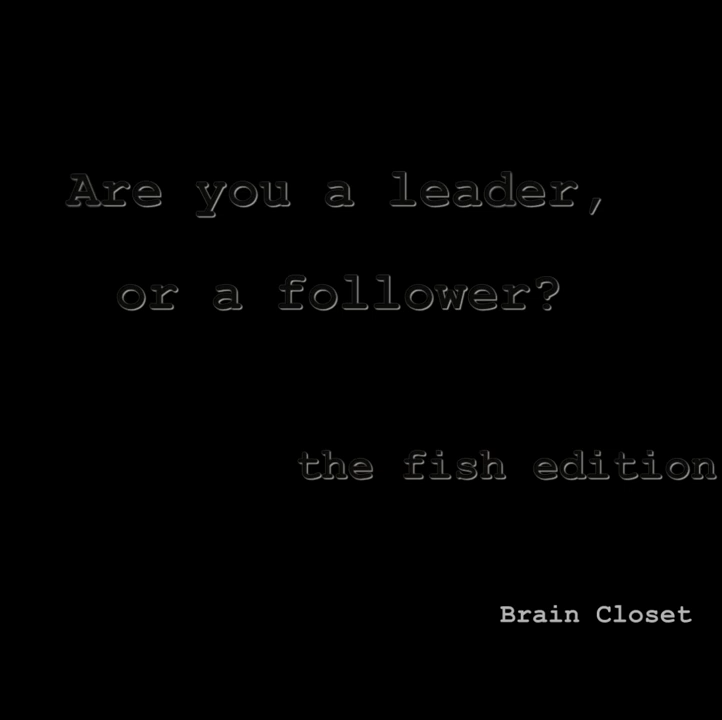 Are you a leader,
or a follower?
the fish edition
Brain Closet